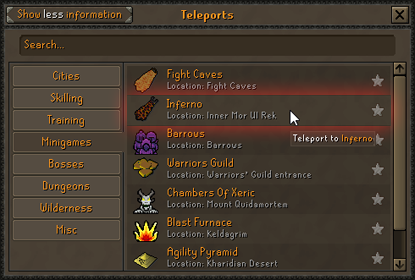 Show less information
Teleports
Search...
Cities
Skilling
Training
Minigames
Bosses
Dungeons
Wilderness
Misc
Fight Caves
Location: Fight Caves
Inferno
Location: Inner Mor Ul Rek
Teleport to Inferno
Barrous
Location: Barrous
Warriors Guild
Location: Warriors' Guild entrance
Chambers Of Xeric
Location: Mount Quidamortem
Blast Furnace
Location: Keldagrim
Agility Pyramid
Location: Kharidian Desert